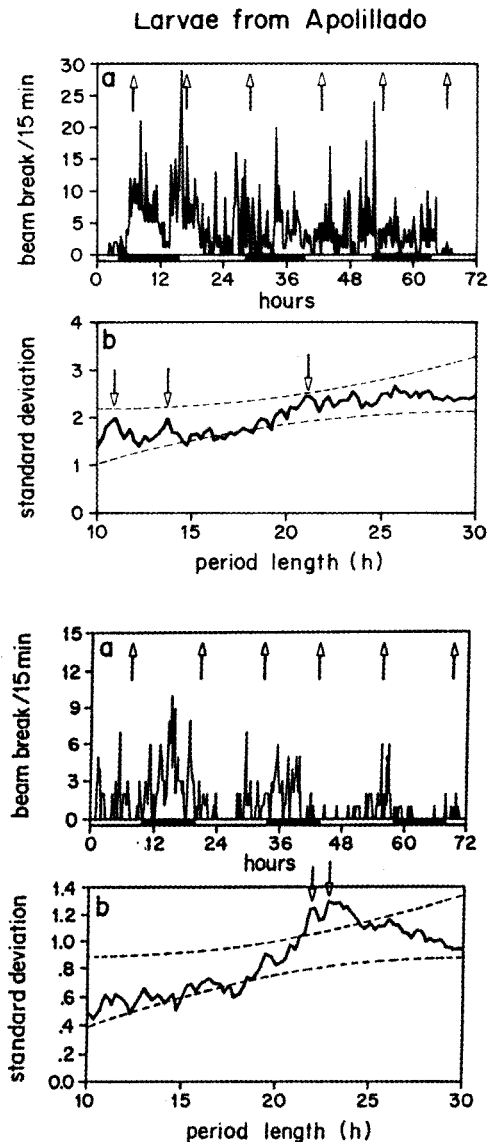 Larvae from Apolillado
a
beam break/15 min
30
25
20
15
10
5
0
0 12 24 36 48 60 72
hours
b
standard deviation
4
3
2
1
0
10 15 20 25 30
period length (h)
a
beam break/15min
15
12
9
6
3
0
0 12 24 36 48 60 72
hours
b
standard deviation
1.4
1.2
1.0
.8
.6
.4
.2
0.0
10 15 20 25 30
period length (h)